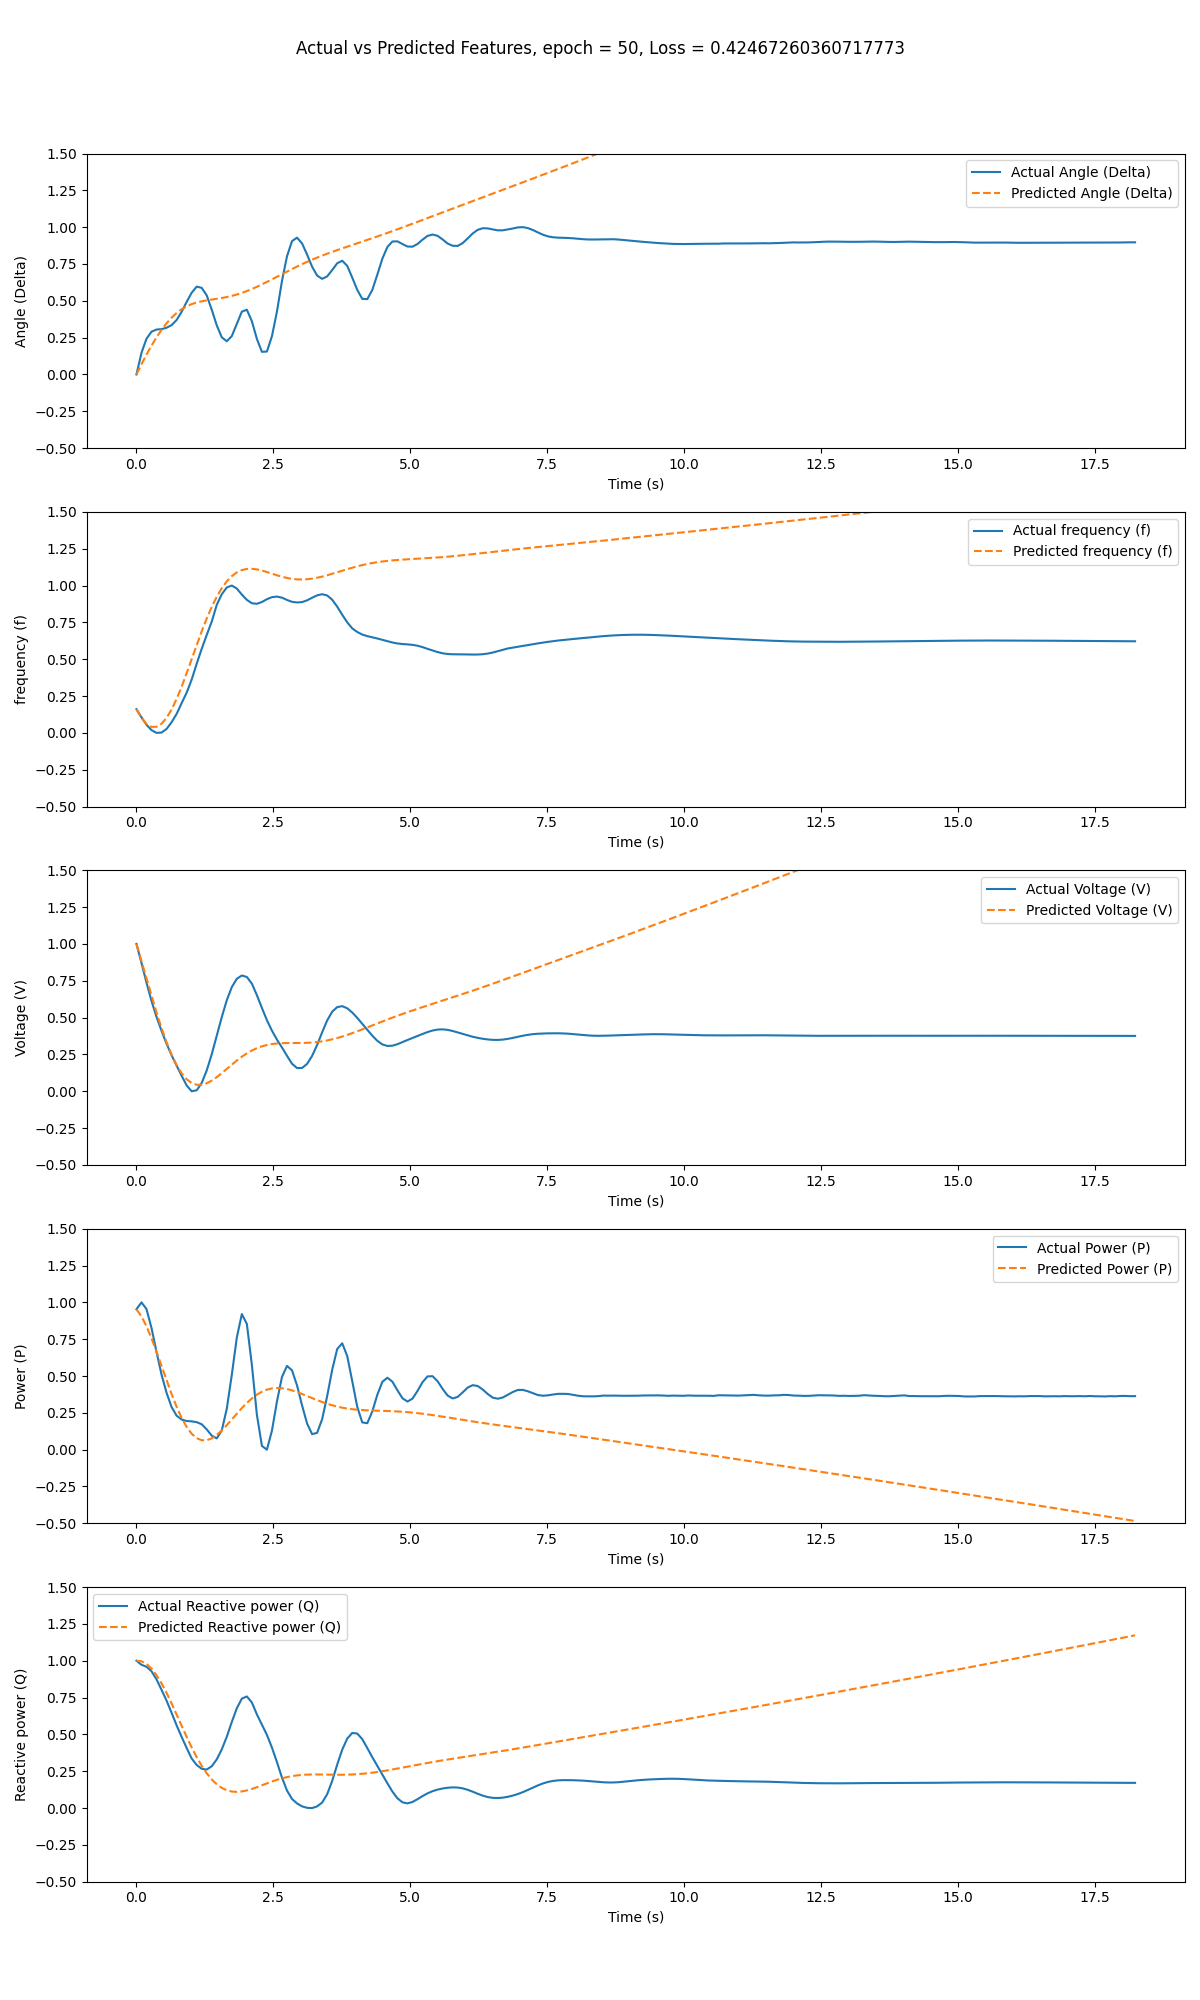 Actual vs Predicted Features, epoch = 50, Loss = 0.42467260360717773
1.50
1.25
1.00
0.75
0.50
0.25
0.00
−0.25
−0.50
Angle (Delta)
Actual Angle (Delta)
Predicted Angle (Delta)
0.0 2.5 5.0 7.5 10.0 12.5 15.0 17.5
Time (s)
1.50
1.25
1.00
0.75
0.50
0.25
0.00
−0.25
−0.50
frequency (f)
Actual frequency (f)
Predicted frequency (f)
0.0 2.5 5.0 7.5 10.0 12.5 15.0 17.5
Time (s)
1.50
1.25
1.00
0.75
0.50
0.25
0.00
−0.25
−0.50
Voltage (V)
Actual Voltage (V)
Predicted Voltage (V)
0.0 2.5 5.0 7.5 10.0 12.5 15.0 17.5
Time (s)
1.50
1.25
1.00
0.75
0.50
0.25
0.00
−0.25
−0.50
Power (P)
Actual Power (P)
Predicted Power (P)
0.0 2.5 5.0 7.5 10.0 12.5 15.0 17.5
Time (s)
1.50
1.25
1.00
0.75
0.50
0.25
0.00
−0.25
−0.50
Reactive power (Q)
Actual Reactive power (Q)
Predicted Reactive power (Q)
0.0 2.5 5.0 7.5 10.0 12.5 15.0 17.5
Time (s)